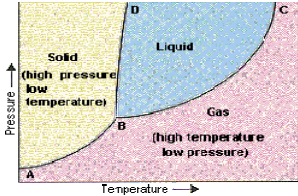 D
C
Solid
(high pressure
low
temperature)
Liquid
Pressure
B
Gas
(high temperature
low pressure)
A
Temperature